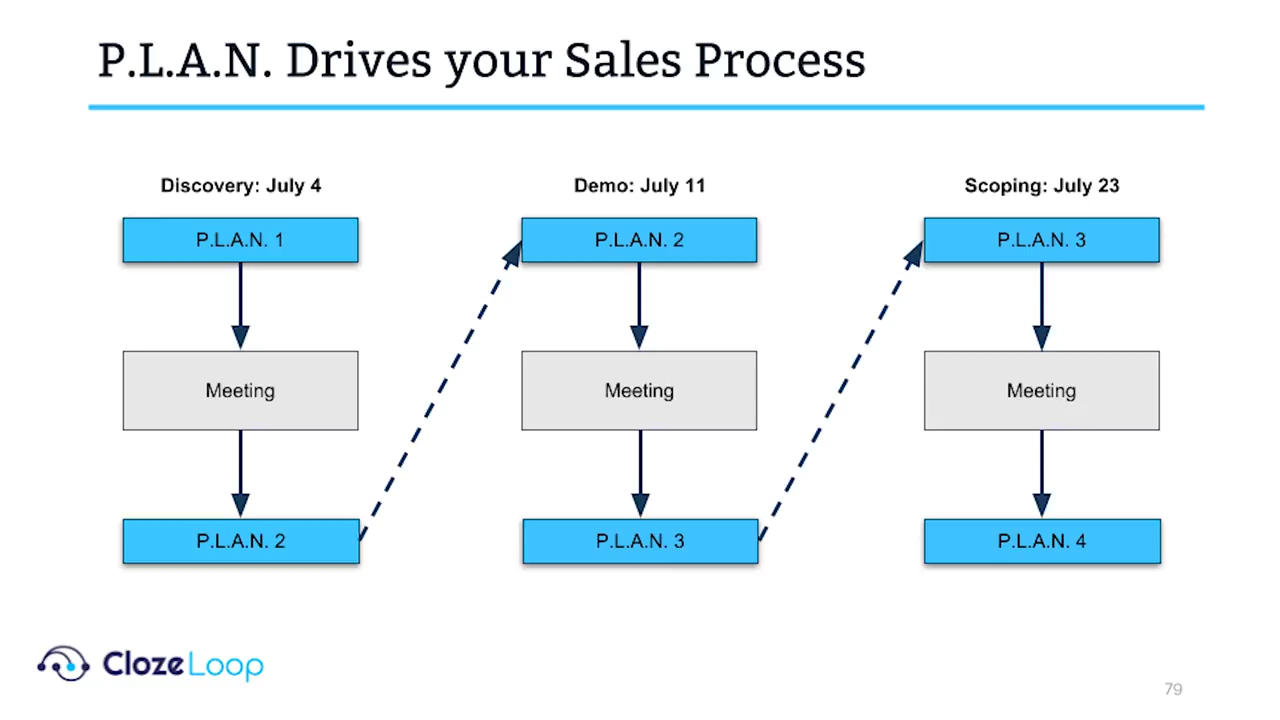 P.L.A.N. Drives your Sales Process
Discovery: July 4
P.L.A.N. 1
Meeting
P.L.A.N. 2
Demo: July 11
P.L.A.N. 2
Meeting
P.L.A.N. 3
Scoping: July 23
P.L.A.N. 3
Meeting
P.L.A.N. 4
ClozeLoop
79